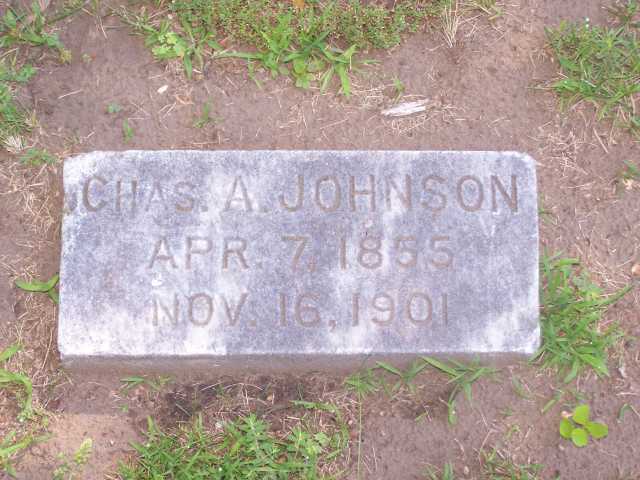 CHAS. A. JOHNSON
APR. 7, 1855
NOV. 16, 1901